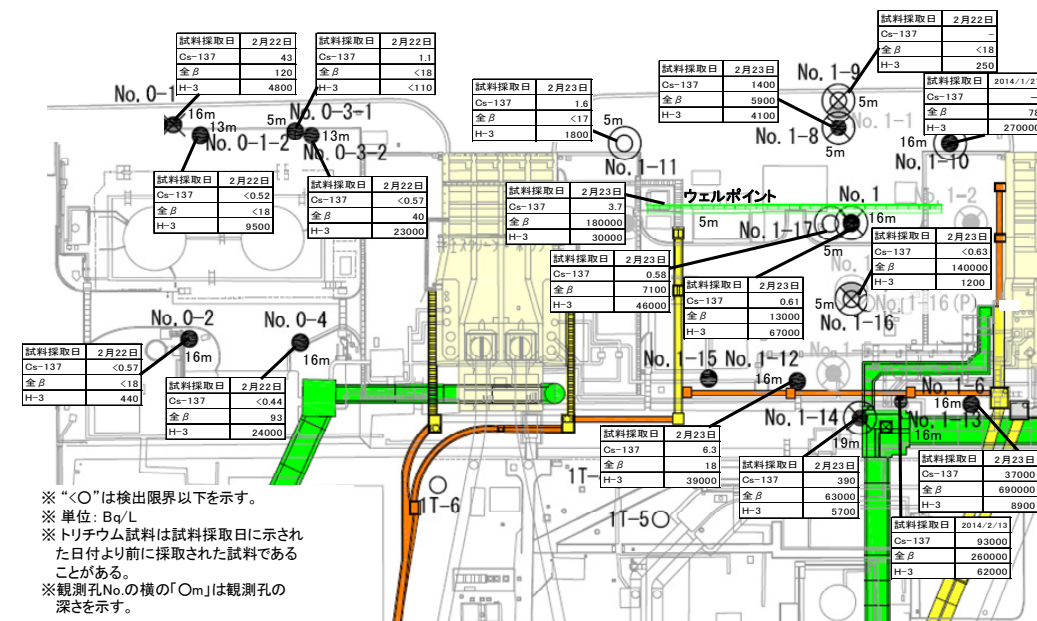 試料採取日 2月22日
Cs-137 43
全β 120
H-3 4800
試料採取日 2月22日
Cs-137 1.1
全β <18
H-3 <110
試料採取日 2月22日
Cs-137 -
全β <18
H-3 250
試料採取日 2月23日
Cs-137 1400
全β 5900
H-3 4100
試料採取日 2014/1/27
Cs-137 -
全β 78
H-3 270000
試料採取日 2月23日
Cs-137 1.6
全β <17
H-3 1800
No. 0-1
16m
13m
No. 0-1-2
5m
No. 0-3-1
13m
No. 0-3-2
No. 1-9
5m
No. 1-8
5m
16m
No. 1-10
No. 1-11
試料採取日 2月22日
Cs-137 <0.52
全β <18
H-3 9500
試料採取日 2月22日
Cs-137 <0.57
全β 40
H-3 23000
試料採取日 2月23日
Cs-137 3.7
全β 180000
H-3 30000
ウェルポイント
5m
No. 1
16m
No. 1-17
5m
No. 1-2
試料採取日 2月23日
Cs-137 0.58
全β 7100
H-3 46000
試料採取日 2月23日
Cs-137 <0.63
全β 140000
H-3 1200
試料採取日 2月23日
Cs-137 0.61
全β 13000
H-3 67000
5m
No. 1-16(P)
No. 1-16
No. 0-2
16m
No. 0-4
16m
試料採取日 2月22日
Cs-137 <0.57
全β <18
H-3 440
試料採取日 2月22日
Cs-137 <0.44
全β 93
H-3 24000
No. 1-15
No. 1-12
16m
No. 1-14
19m
No. 1-6
16m
No. 1-13
16m
試料採取日 2月23日
Cs-137 6.3
全β 18
H-3 39000
試料採取日 2月23日
Cs-137 390
全β 63000
H-3 5700
試料採取日 2月23日
Cs-137 37000
全β 690000
H-3 8900
試料採取日 2014/2/13
Cs-137 93000
全β 260000
H-3 62000
1T-6
1T-5
※ “<〇”は検出限界以下を示す。
※ 単位: Bq/L
※ トリチウム試料は試料採取日に示され
た日付より前に採取された試料である
ことがある。
※観測孔No.の横の「〇m」は観測孔の
深さを示す。